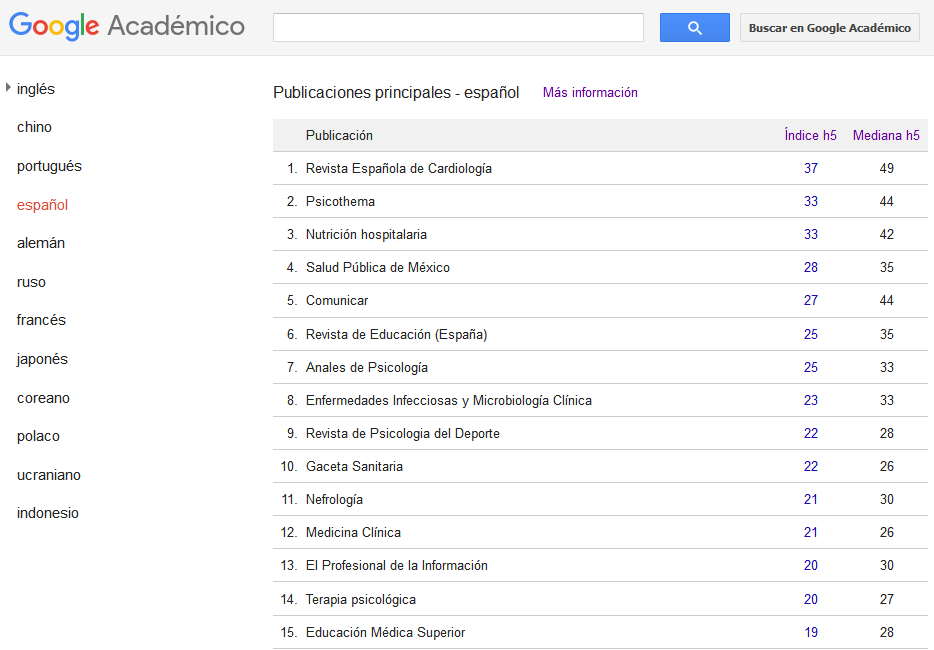 Google Académico
Buscar en Google Académico
inglés
chino
portugués
español
alemán
ruso
francés
japonés
coreano
polaco
ucraniano
indonesio
Publicaciones principales - español Más información
Publicación Índice h5 Mediana h5
1. Revista Española de Cardiología 37 49
2. Psicothema 33 44
3. Nutrición hospitalaria 33 42
4. Salud Pública de México 28 35
5. Comunicar 27 44
6. Revista de Educación (España) 25 35
7. Anales de Psicología 25 33
8. Enfermedades Infecciosas y Microbiología Clínica 23 33
9. Revista de Psicologia del Deporte 22 28
10. Gaceta Sanitaria 22 26
11. Nefrología 21 30
12. Medicina Clínica 21 26
13. El Profesional de la Información 20 30
14. Terapia psicológica 20 27
15. Educación Médica Superior 19 28